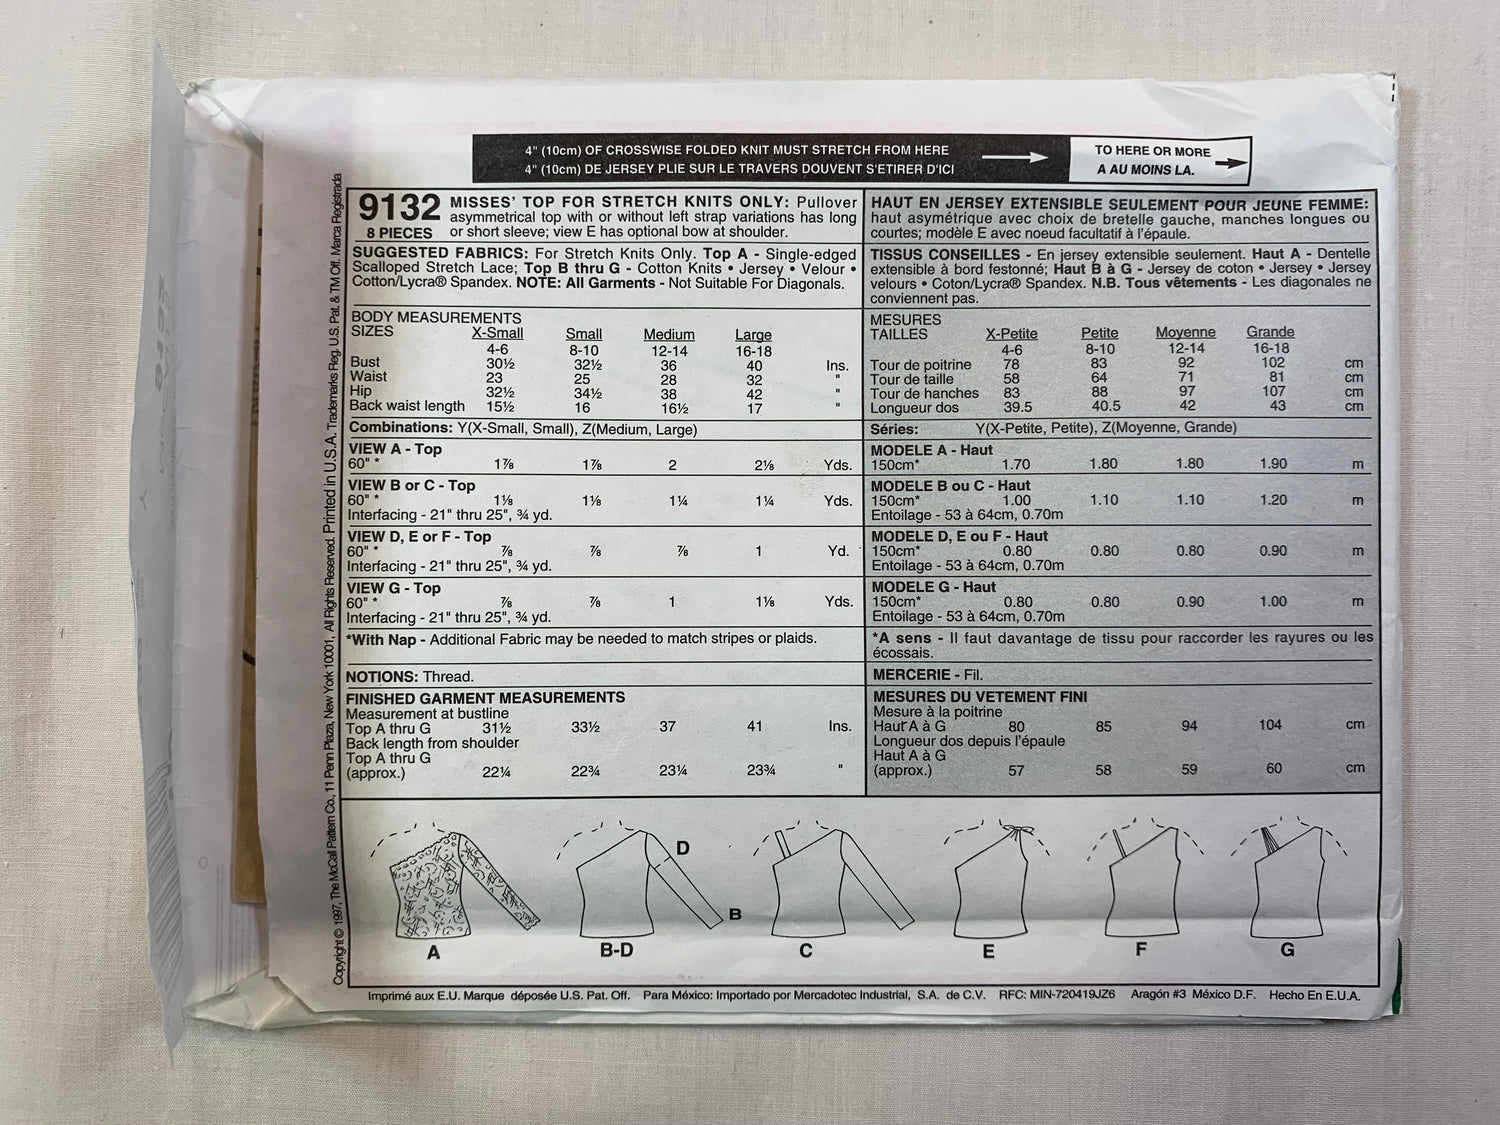 4" (10cm) OF CROSSWISE FOLDED KNIT MUST STRETCH FROM HERE
4" (10cm) DE JERSEY PLIE SUR LE TRAVERS DOUVENT S'ETIRER D'ICI
TO HERE OR MORE
A AU MOINS LA.
9132
8 PIECES
MISSES' TOP FOR STRETCH KNITS ONLY: Pullover
asymmetrical top with or without left strap variations has long
or short sleeve; view E has optional bow at shoulder.
SUGGESTED FABRICS: For Stretch Knits Only. Top A - Single-edged
Scalloped Stretch Lace; Top B thru G - Cotton Knits • Jersey • Velour •
Cotton/Lycra® Spandex. NOTE: All Garments - Not Suitable For Diagonals.
BODY MEASUREMENTS
SIZES X-Small Small Medium Large
4-6 8-10 12-14 16-18
Bust 30½ 32½ 36 40 Ins.
Waist 23 25 28 32 "
Hip 32½ 34½ 38 42 "
Back waist length 15½ 16 16½ 17 "
Combinations: Y(X-Small, Small), Z(Medium, Large)
VIEW A - Top
60" * 1⅞ 1⅞ 2 2⅛ Yds.
VIEW B or C - Top
60" * 1⅛ 1⅛ 1¼ 1¼ Yds.
Interfacing - 21" thru 25", ¾ yd.
VIEW D, E or F - Top
60" * ⅞ ⅞ ⅞ 1 Yd.
Interfacing - 21" thru 25", ¾ yd.
VIEW G - Top
60" * ⅞ ⅞ 1 1⅛ Yds.
Interfacing - 21" thru 25", ¾ yd.
*With Nap - Additional Fabric may be needed to match stripes or plaids.
NOTIONS: Thread.
FINISHED GARMENT MEASUREMENTS
Measurement at bustline
Top A thru G 31½ 33½ 37 41 Ins.
Back length from shoulder
Top A thru G
(approx.) 22¼ 22¾ 23¼ 23¾ "
HAUT EN JERSEY EXTENSIBLE SEULEMENT POUR JEUNE FEMME:
haut asymétrique avec choix de bretelle gauche, manches longues ou
courtes; modèle E avec noeud facultatif à l'épaule.
TISSUS CONSEILLES - En jersey extensible seulement. Haut A - Dentelle
extensible à bord festonné; Haut B à G - Jersey de coton • Jersey • Jersey
velours • Coton/Lycra® Spandex. N.B. Tous vêtements - Les diagonales ne
conviennent pas.
MESURES
TAILLES X-Petite Petite Moyenne Grande
4-6 8-10 12-14 16-18
Tour de poitrine 78 83 92 102 cm
Tour de taille 58 64 71 81 cm
Tour de hanches 83 88 97 107 cm
Longueur dos 39.5 40.5 42 43 cm
Séries: Y(X-Petite, Petite), Z(Moyenne, Grande)
MODELE A - Haut
150cm* 1.70 1.80 1.80 1.90 m
MODELE B ou C - Haut
150cm* 1.00 1.10 1.10 1.20 m
Entoilage - 53 à 64cm, 0.70m
MODELE D, E ou F - Haut
150cm* 0.80 0.80 0.80 0.90 m
Entoilage - 53 à 64cm, 0.70m
MODELE G - Haut
150cm* 0.80 0.80 0.90 1.00 m
Entoilage - 53 à 64cm, 0.70m
*A sens - Il faut davantage de tissu pour raccorder les rayures ou les
écossais.
MERCERIE - Fil.
MESURES DU VETEMENT FINI
Mesure à la poitrine
Haut A à G 80 85 94 104 cm
Longueur dos depuis l'épaule
Haut A à G
(approx.) 57 58 59 60 cm
D
B
A B-D C E F G
Imprimé aux E.U. Marque déposée U.S. Pat. Off. Para México: Importado por Mercadotec Industrial, S.A. de C.V. RFC: MIN-720419JZ6 Aragón #3 México D.F. Hecho En E.U.A.
Copyright © 1997, The McCall Pattern Co., 11 Penn Plaza, New York 10001, All Rights Reserved. Printed in U.S.A. Trademarks Reg. U.S. Pat. & TM Off. Marca Registrada